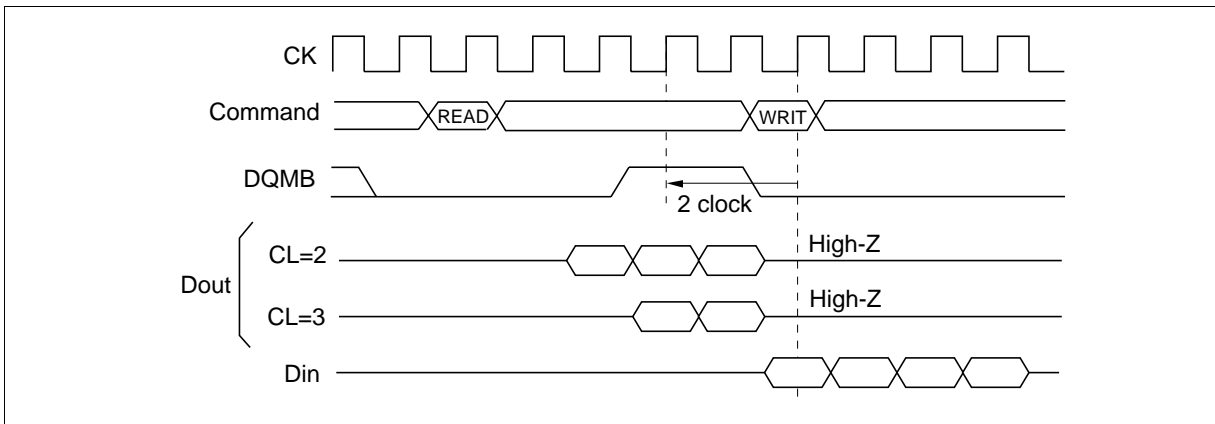 CK
Command
READ
WRIT
DQMB
2 clock
CL=2
High-Z
Dout
CL=3
High-Z
Din